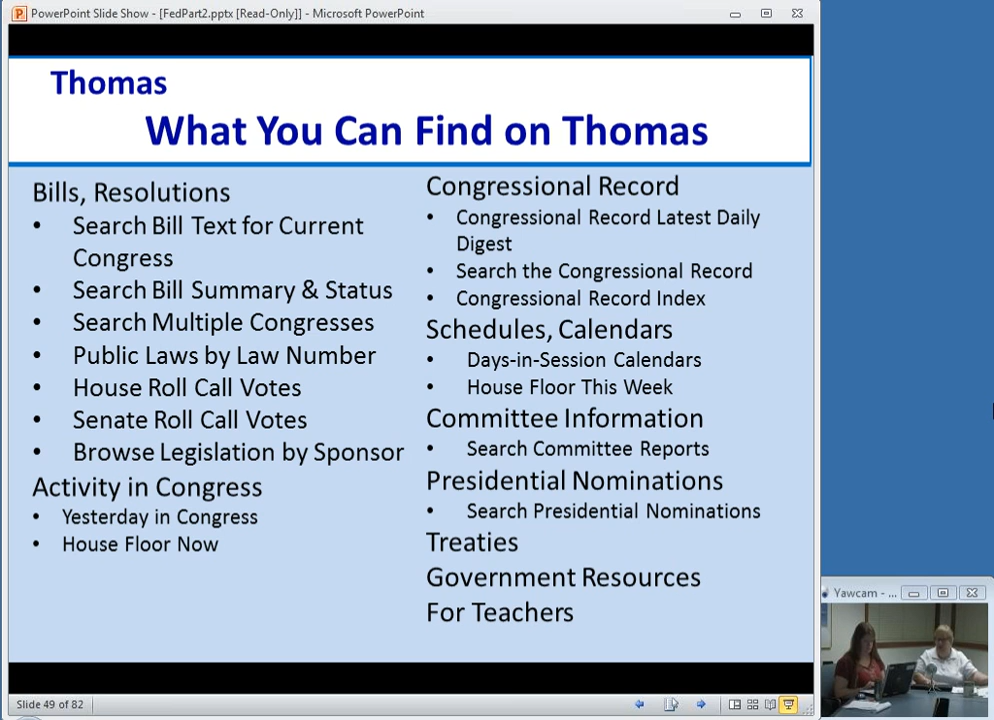 PowerPoint Slide Show - [FedPart2.pptx [Read-Only]] - Microsoft PowerPoint
Thomas
What You Can Find on Thomas
Bills, Resolutions
• Search Bill Text for Current
Congress
• Search Bill Summary & Status
• Search Multiple Congresses
• Public Laws by Law Number
• House Roll Call Votes
• Senate Roll Call Votes
• Browse Legislation by Sponsor
Activity in Congress
• Yesterday in Congress
• House Floor Now
Congressional Record
• Congressional Record Latest Daily
Digest
• Search the Congressional Record
• Congressional Record Index
Schedules, Calendars
• Days-in-Session Calendars
• House Floor This Week
Committee Information
• Search Committee Reports
Presidential Nominations
• Search Presidential Nominations
Treaties
Government Resources
For Teachers
Yawcam - ...
Slide 49 of 82